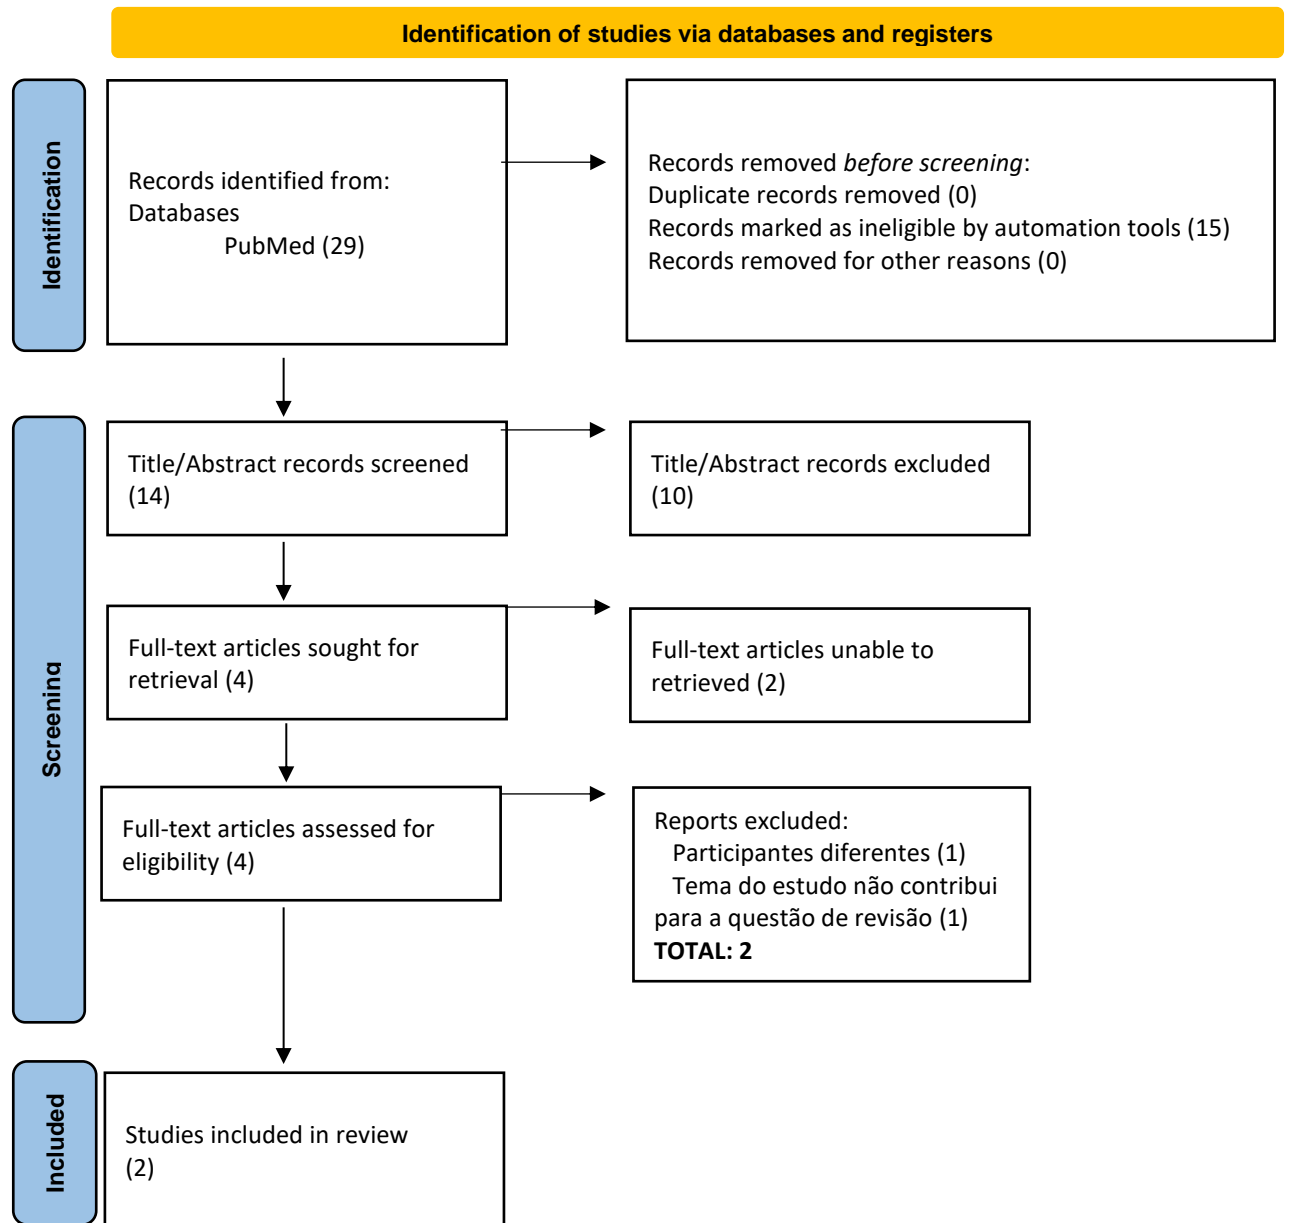 Identification of studies via databases and registers
Identification
Records identified from:
Databases
PubMed (29)
Records removed before screening:
Duplicate records removed (0)
Records marked as ineligible by automation tools (15)
Records removed for other reasons (0)
Screening
Title/Abstract records screened
(14)
Title/Abstract records excluded
(10)
Full-text articles sought for
retrieval (4)
Full-text articles unable to
retrieved (2)
Full-text articles assessed for
eligibility (4)
Reports excluded:
Participantes diferentes (1)
Tema do estudo não contribui
para a questão de revisão (1)
TOTAL: 2
Included
Studies included in review
(2)